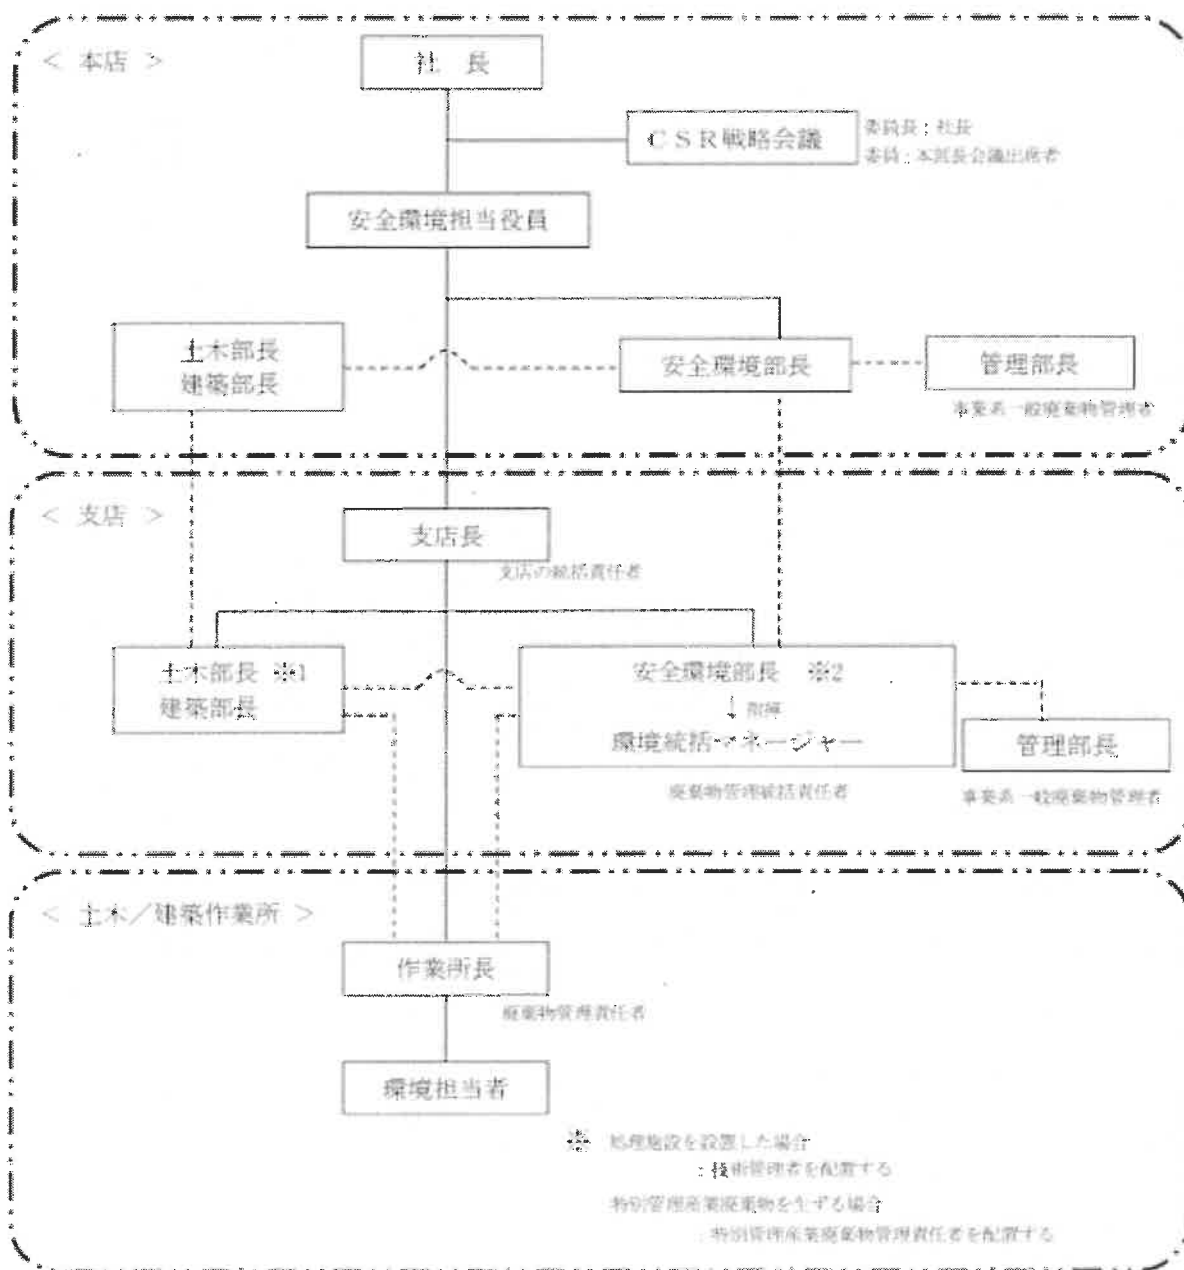 ＜ 本店 ＞
社 長
ＣＳＲ戦略会議
委員長：社長
委員：本部長会議出席者
安全環境担当役員
土木部長
建築部長
安全環境部長
管理部長
事業系一般廃棄物管理者
＜ 支店 ＞
支店長
支店の統括責任者
土木部長 ※1
建築部長
安全環境部長 ※2
↓ 指揮
環境統括マネージャー
廃棄物管理統括責任者
管理部長
事業系一般廃棄物管理者
＜ 土木／建築作業所 ＞
作業所長
廃棄物管理責任者
環境担当者
※ 処理施設を設置した場合
：技術管理者を配置する
特別管理産業廃棄物を生ずる場合
：特別管理産業廃棄物管理責任者を配置する